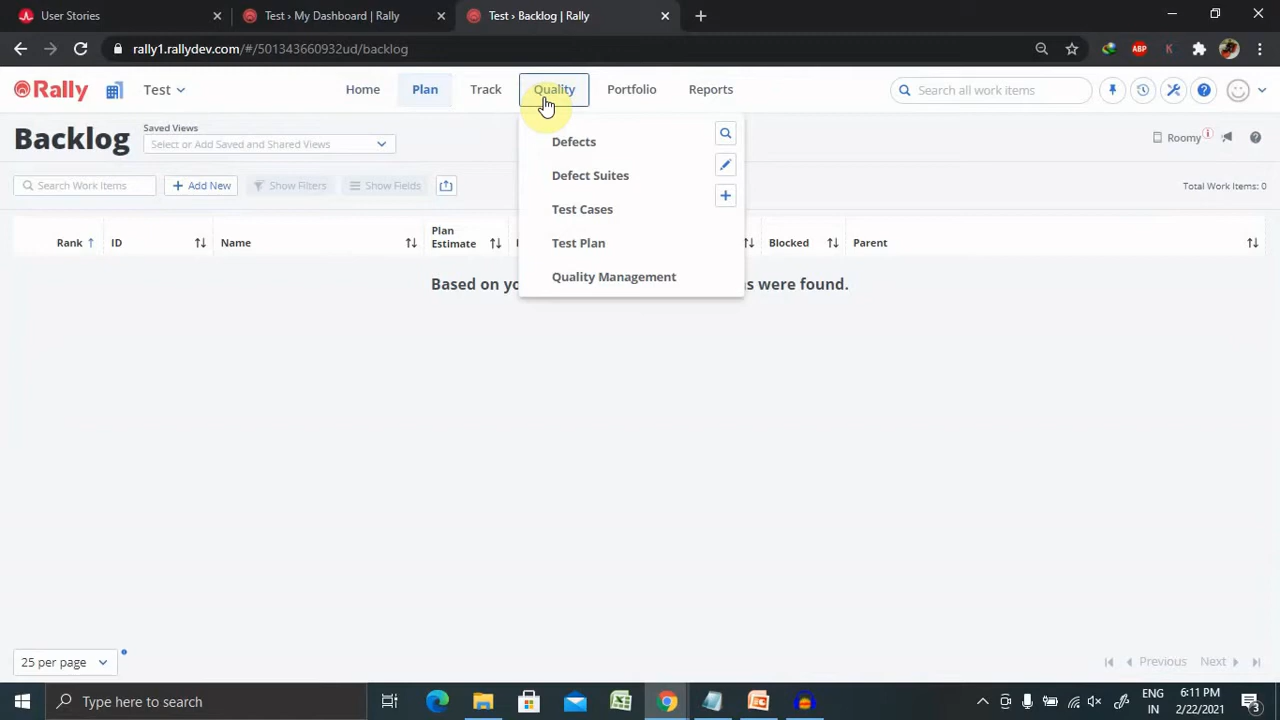 User Stories
Test › My Dashboard | Rally
Test › Backlog | Rally
rally1.rallydev.com/#/501343660932ud/backlog
ABP
K
Rally
Test
Home
Plan
Track
Quality
Portfolio
Reports
Search all work items
Backlog
Saved Views
Select or Add Saved and Shared Views
Roomy
Defects
Defect Suites
Test Cases
Test Plan
Quality Management
Search Work Items
Add New
Show Filters
Show Fields
Total Work Items: 0
Rank
ID
Name
Plan
Estimate
Blocked
Parent
Based on yo
s were found.
25 per page
Previous
Next
Type here to search
ENG
IN
6:11 PM
2/22/2021
3